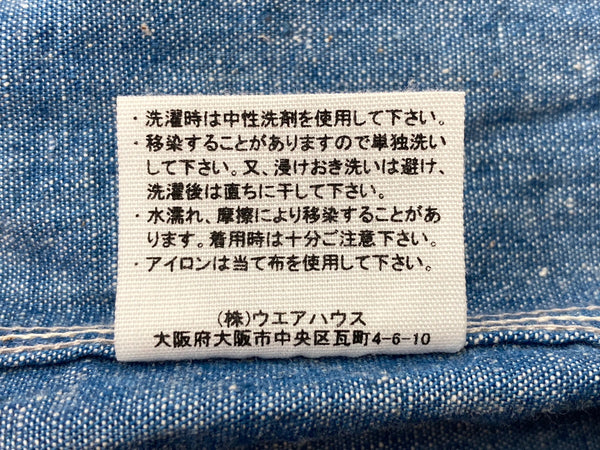 ・洗濯時は中性洗剤を使用して下さい。
・移染することがありますので単独洗い
して下さい。又、浸けおき洗いは避け、
洗濯後は直ちに干して下さい。
・水濡れ、摩擦により移染することがあ
ります。着用時は十分ご注意下さい。
・アイロンは当て布を使用して下さい。
(株)ウエアハウス
大阪府大阪市中央区瓦町4-6-10